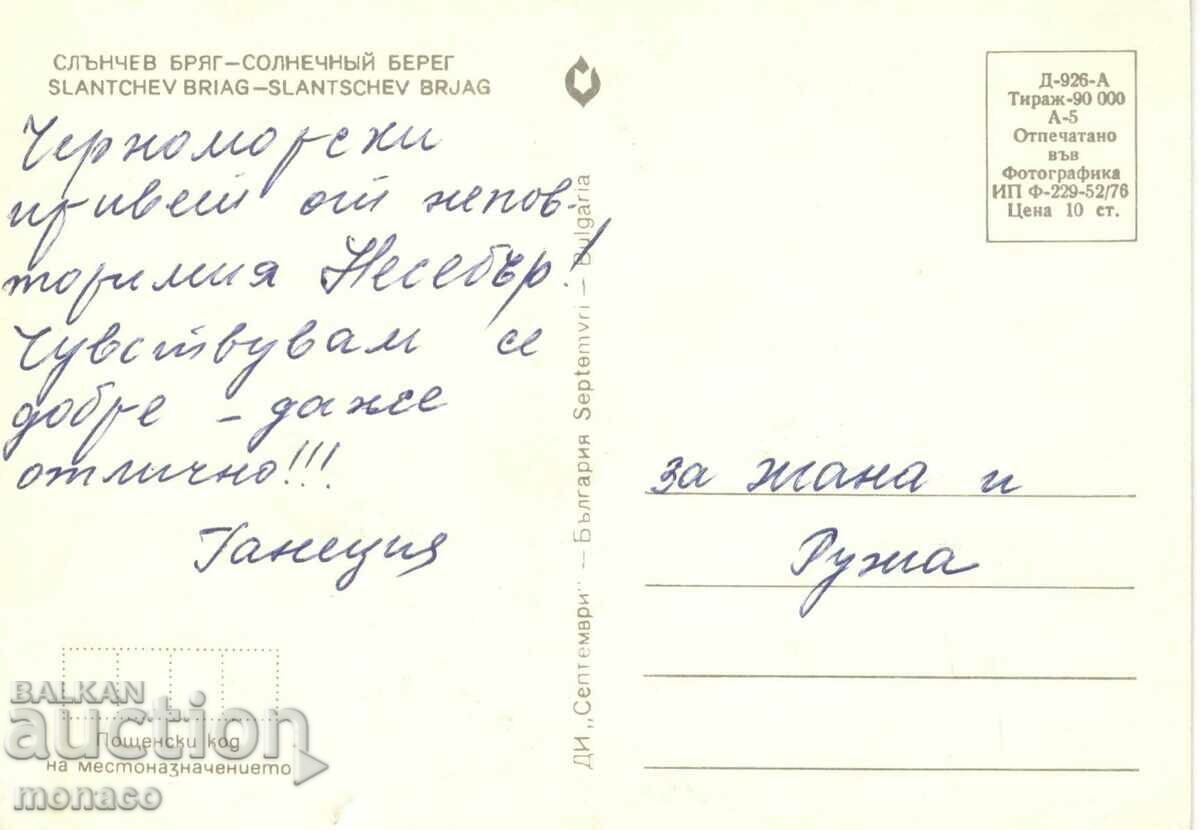 СЛЪНЧЕВ БРЯГ–СОЛНЕЧНЫЙ БЕРЕГ
SLANTCHEV BRIAG–SLANTSCHEV BRJAG
Черноморски
привет от непов-
торимия Несебър!
Чувствувам се
добре – даже
отлично!!!
Пощенски код
на местоназначението
ДИ „Септември" – България Septemvri – Bulgaria
Д-926-А
Тираж-90 000
А-5
Отпечатано
във
Фотографика
ИП Ф-229-52/76
Цена 10 ст.
за Жана и
Ружа
BALKAN
auction
monaco